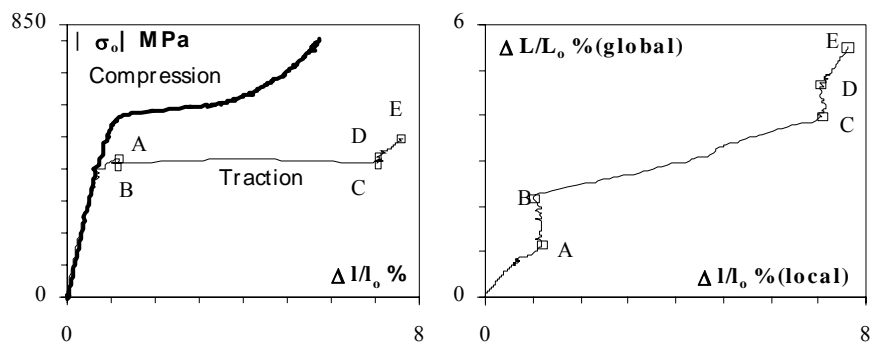 850
| σₒ| MPa
Compression
A
B
Traction
D
E
C
Δ l/lₒ %
0
0
8
6
Δ L/Lₒ %(global)
E
D
C
B
A
Δ l/lₒ %(local)
0
0
8